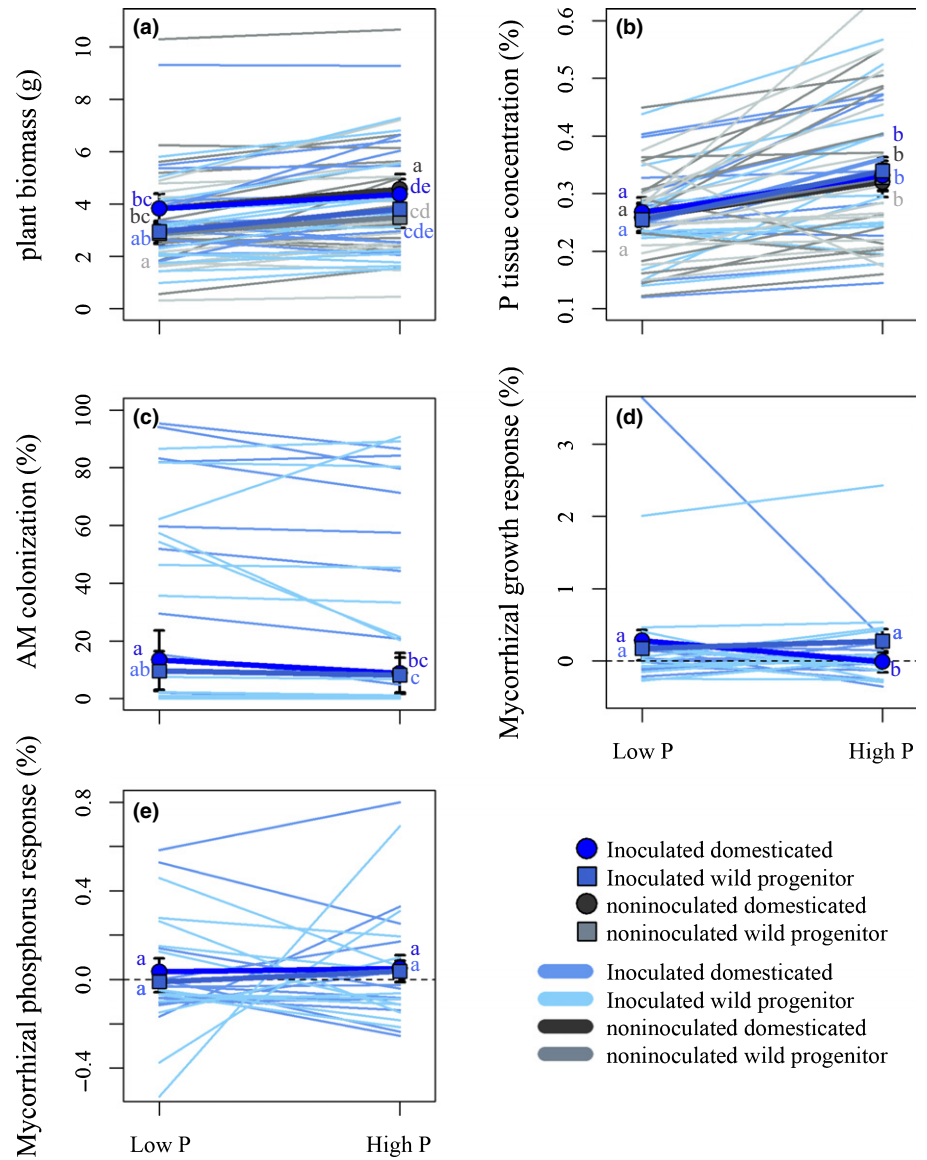 (a)
plant biomass (g)
10
8
6
4
2
0
bc
bc
ab
a
a
de
cd
cde
(b)
P tissue concentration (%)
0.6
0.5
0.4
0.3
0.2
0.1
a
a
a
a
b
b
b
b
(c)
AM colonization (%)
100
80
60
40
20
0
a
ab
bc
c
(d)
Mycorrhizal growth response (%)
3
2
1
0
a
a
a
b
Low P
High P
(e)
Mycorrhizal phosphorus response (%)
0.8
0.4
0.0
−0.4
a
a
a
a
Low P
High P
Inoculated domesticated
Inoculated wild progenitor
noninoculated domesticated
noninoculated wild progenitor
Inoculated domesticated
Inoculated wild progenitor
noninoculated domesticated
noninoculated wild progenitor